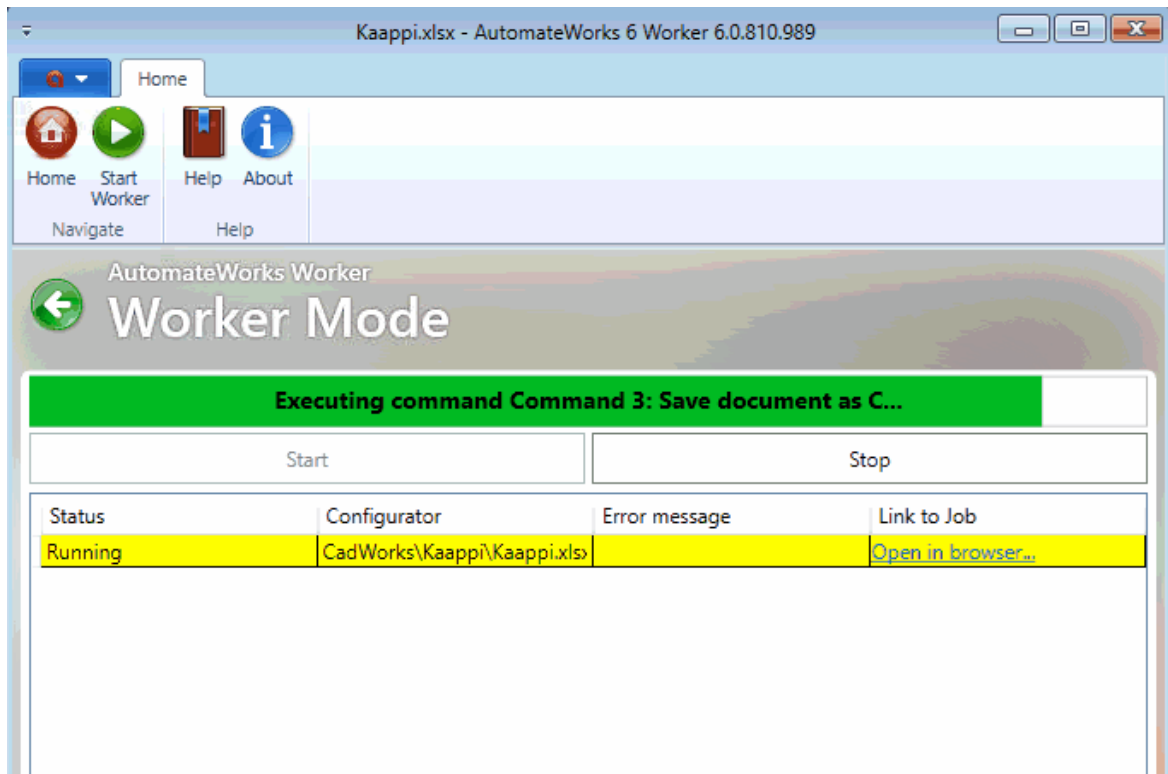 Kaappi.xlsx - AutomateWorks 6 Worker 6.0.810.989
Home
Home
Start Worker
Help
About
Navigate
Help
AutomateWorks Worker
Worker Mode
Executing command Command 3: Save document as C...
Start
Stop
Status
Configurator
Error message
Link to Job
Running
CadWorks\Kaappi\Kaappi.xls
Open in browser...